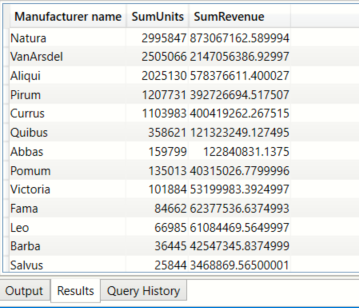 Manufacturer name SumUnits SumRevenue
Natura 2995847 873067162.589994
VanArsdel 2505066 2147056386.92997
Aliqui 2025130 578376611.400027
Pirum 1207731 392726694.517507
Currus 1103983 400419262.267515
Quibus 358621 121323249.127495
Abbas 159799 122840831.1375
Pomum 135013 40315026.7799996
Victoria 101884 53199983.3924997
Fama 84662 62377536.6374993
Leo 66985 61084469.5649997
Barba 36445 42547345.8374999
Salvus 25844 3468869.56500001
Output Results Query History